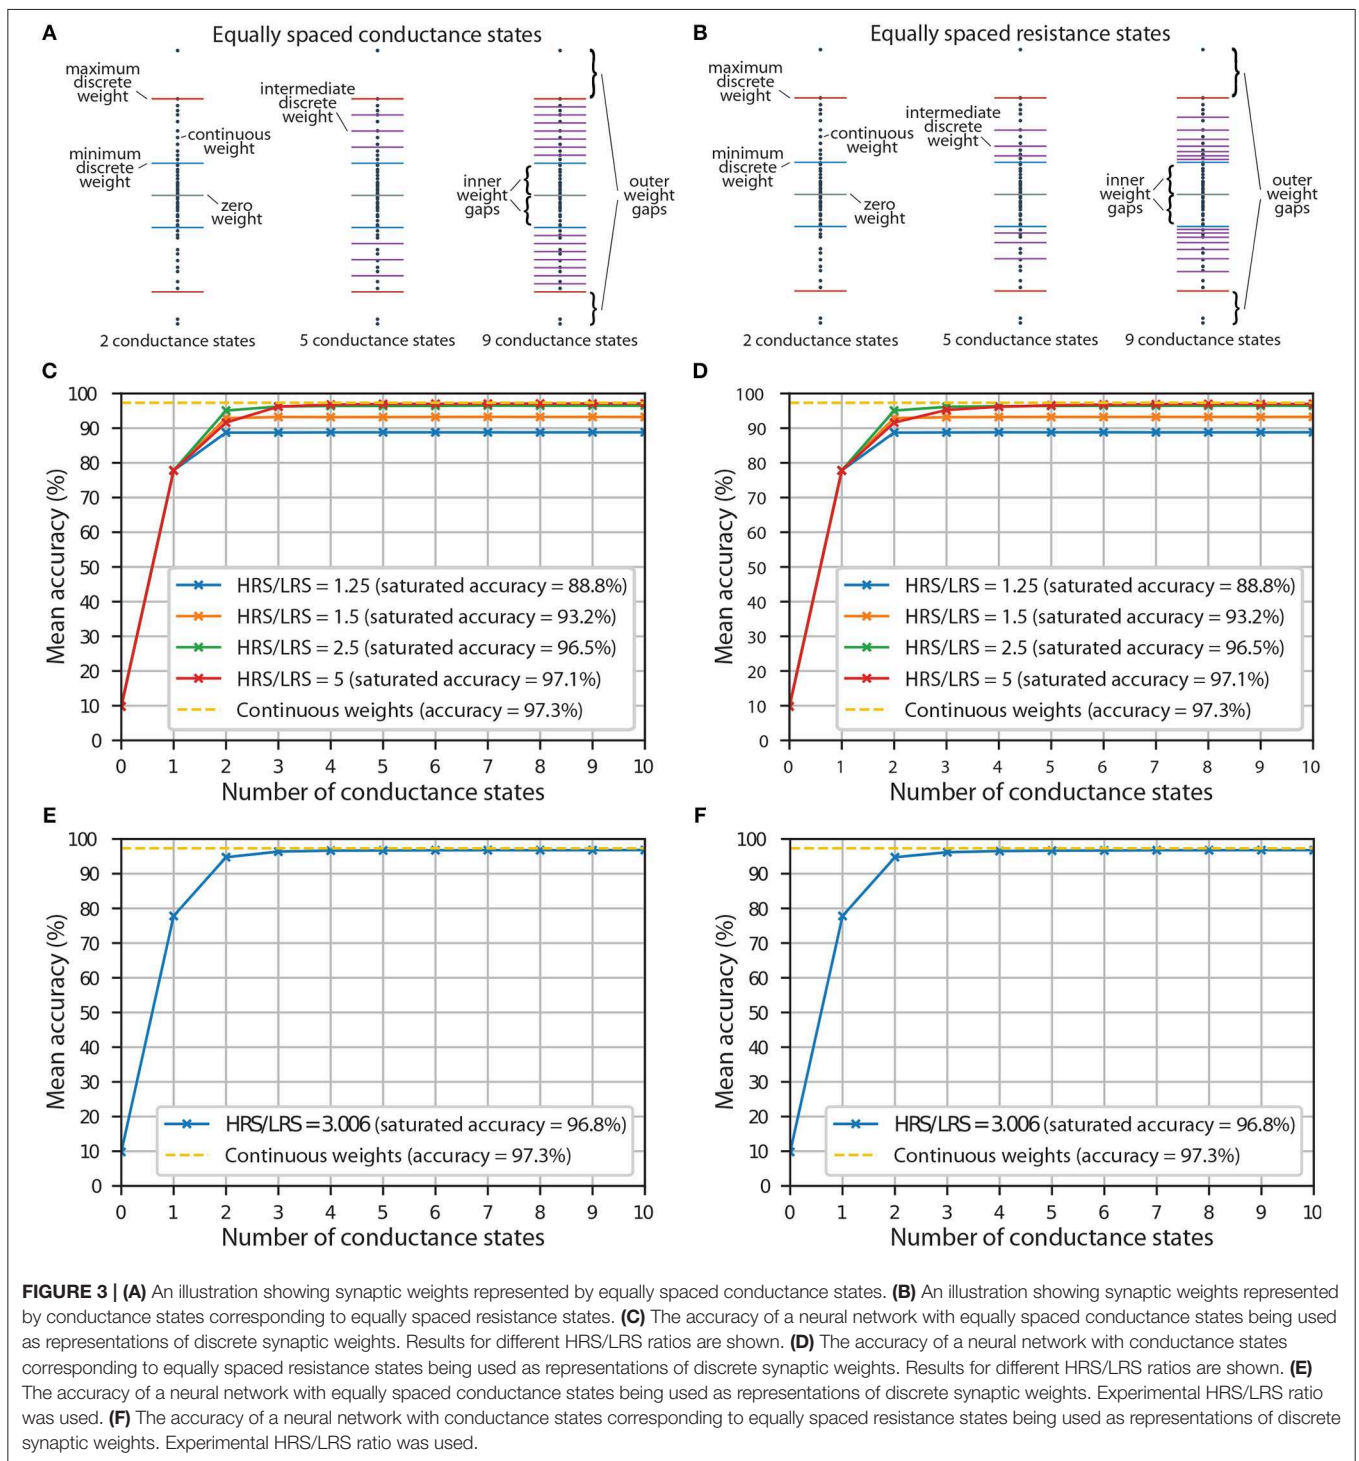 A
Equally spaced conductance states
maximum
discrete
weight
intermediate
discrete
weight
continuous
weight
minimum
discrete
weight
zero
weight
inner
weight
gaps
outer
weight
gaps
2 conductance states
5 conductance states
9 conductance states
B
Equally spaced resistance states
maximum
discrete
weight
intermediate
discrete
weight
continuous
weight
minimum
discrete
weight
zero
weight
inner
weight
gaps
outer
weight
gaps
2 conductance states
5 conductance states
9 conductance states
C
Mean accuracy (%)
100
90
80
70
60
50
40
30
20
10
0
HRS/LRS = 1.25 (saturated accuracy = 88.8%)
HRS/LRS = 1.5 (saturated accuracy = 93.2%)
HRS/LRS = 2.5 (saturated accuracy = 96.5%)
HRS/LRS = 5 (saturated accuracy = 97.1%)
Continuous weights (accuracy = 97.3%)
0 1 2 3 4 5 6 7 8 9 10
Number of conductance states
D
Mean accuracy (%)
100
90
80
70
60
50
40
30
20
10
0
HRS/LRS = 1.25 (saturated accuracy = 88.8%)
HRS/LRS = 1.5 (saturated accuracy = 93.2%)
HRS/LRS = 2.5 (saturated accuracy = 96.5%)
HRS/LRS = 5 (saturated accuracy = 97.1%)
Continuous weights (accuracy = 97.3%)
0 1 2 3 4 5 6 7 8 9 10
Number of conductance states
E
Mean accuracy (%)
100
90
80
70
60
50
40
30
20
10
0
HRS/LRS = 3.006 (saturated accuracy = 96.8%)
Continuous weights (accuracy = 97.3%)
0 1 2 3 4 5 6 7 8 9 10
Number of conductance states
F
Mean accuracy (%)
100
90
80
70
60
50
40
30
20
10
0
HRS/LRS = 3.006 (saturated accuracy = 96.8%)
Continuous weights (accuracy = 97.3%)
0 1 2 3 4 5 6 7 8 9 10
Number of conductance states
FIGURE 3 | (A) An illustration showing synaptic weights represented by equally spaced conductance states. (B) An illustration showing synaptic weights represented
by conductance states corresponding to equally spaced resistance states. (C) The accuracy of a neural network with equally spaced conductance states being used
as representations of discrete synaptic weights. Results for different HRS/LRS ratios are shown. (D) The accuracy of a neural network with conductance states
corresponding to equally spaced resistance states being used as representations of discrete synaptic weights. Results for different HRS/LRS ratios are shown. (E)
The accuracy of a neural network with equally spaced conductance states being used as representations of discrete synaptic weights. Experimental HRS/LRS ratio
was used. (F) The accuracy of a neural network with conductance states corresponding to equally spaced resistance states being used as representations of discrete
synaptic weights. Experimental HRS/LRS ratio was used.